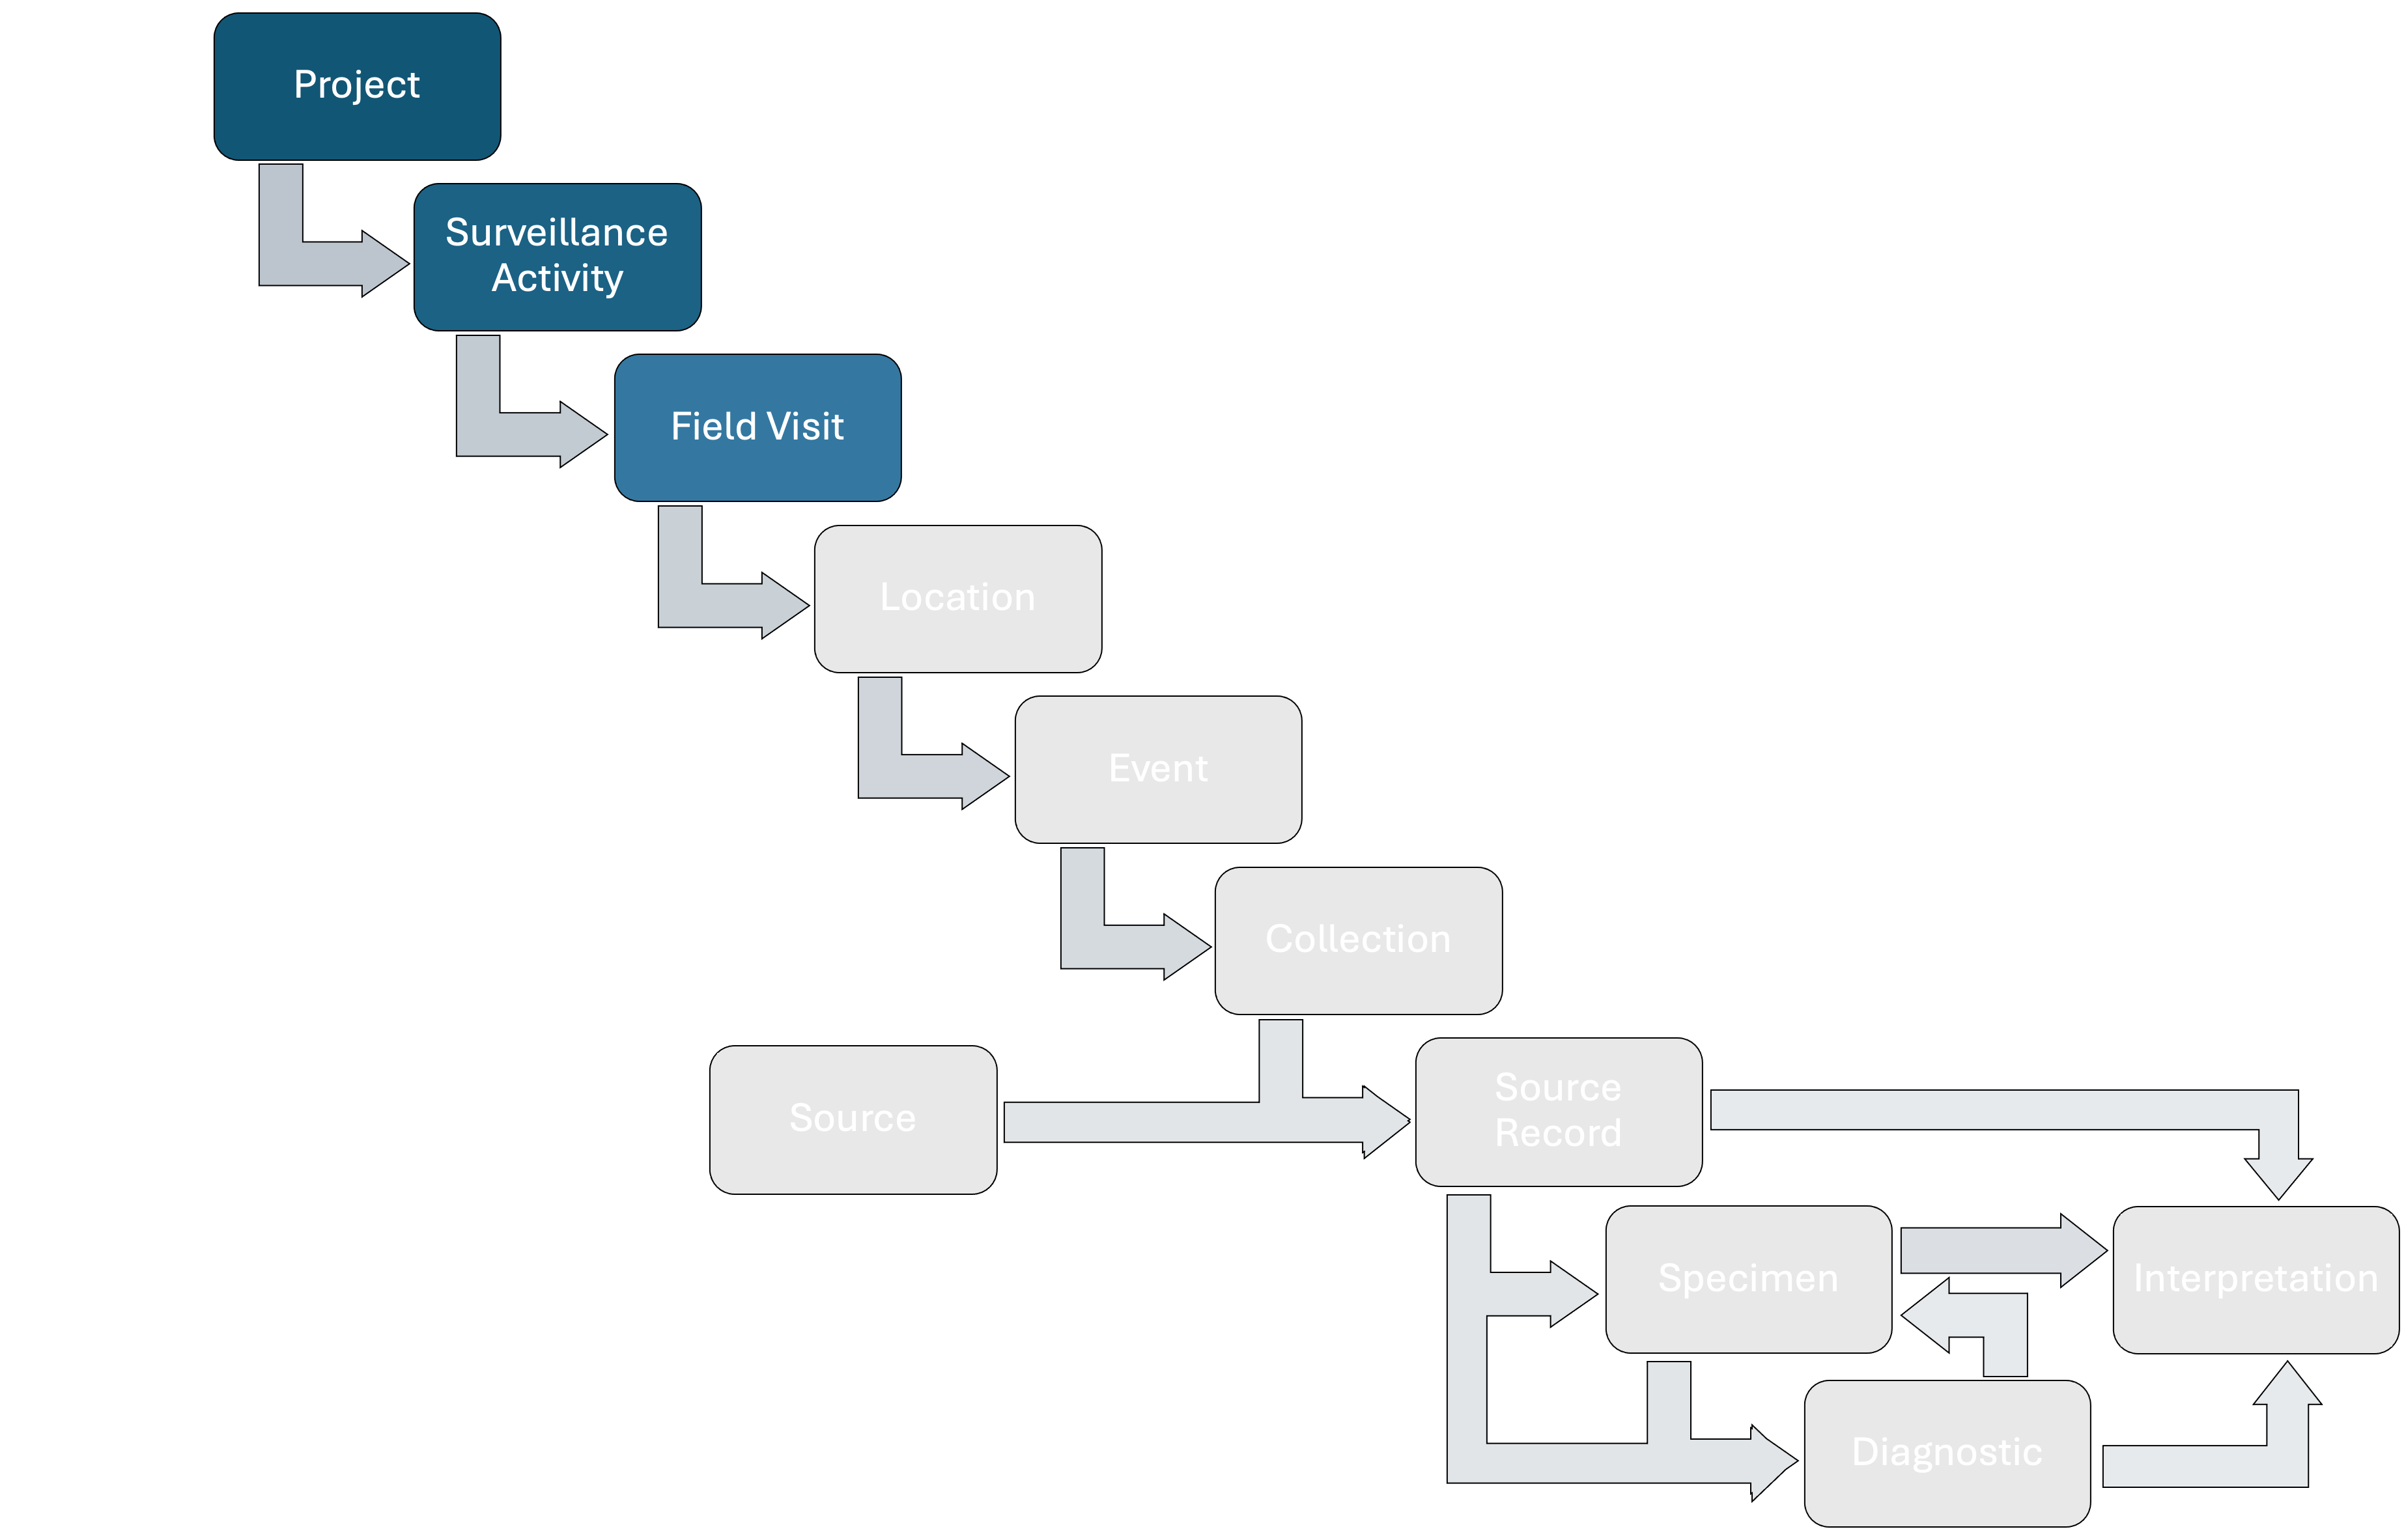 Project
Surveillance
Activity
Field Visit
Location
Event
Collection
Source
Source
Record
Specimen
Interpretation
Diagnostic